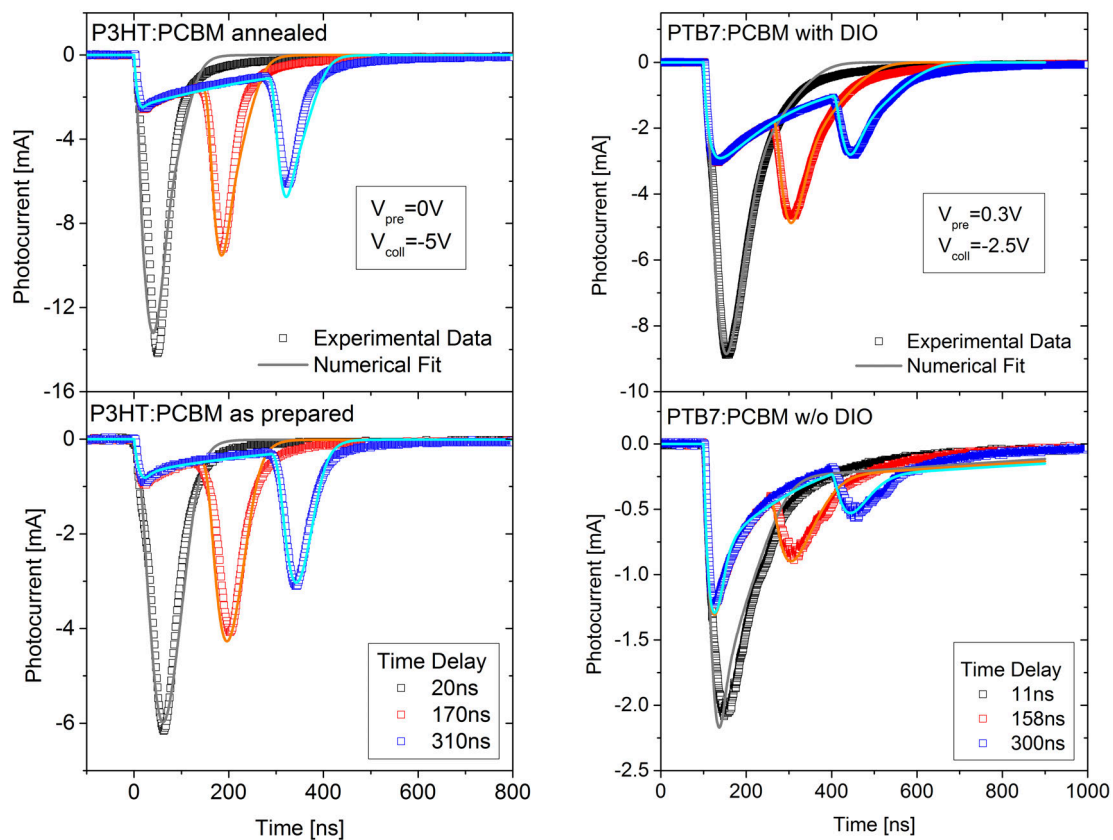 P3HT:PCBM annealed
0
-4
-8
-12
-16
Photocurrent [mA]
V_pre=0V
V_coll=-5V
Experimental Data
Numerical Fit
PTB7:PCBM with DIO
0
-2
-4
-6
-8
-10
Photocurrent [mA]
V_pre=0.3V
V_coll=-2.5V
Experimental Data
Numerical Fit
P3HT:PCBM as prepared
0
-2
-4
-6
Photocurrent [mA]
Time Delay
20ns
170ns
310ns
0 200 400 600 800
Time [ns]
PTB7:PCBM w/o DIO
0.0
-0.5
-1.0
-1.5
-2.0
-2.5
Photocurrent [mA]
Time Delay
11ns
158ns
300ns
0 200 400 600 800 1000
Time [ns]